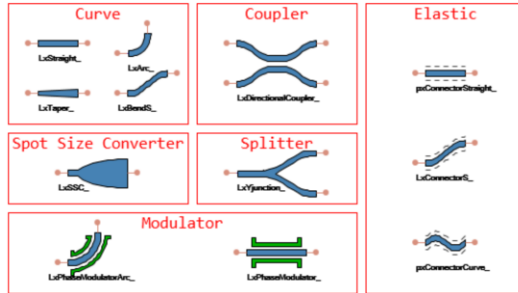 Curve
LxStraight_
LxArc_
LxTaper_
LxBendS_
Coupler
LxDirectionalCoupler_
Elastic
pxConnectorStraight_
LxConnectorS_
pxConnectorCurve_
Spot Size Converter
LxSSC_
Splitter
LxYjunction_
Modulator
LxPhaseModulatorArc_
LxPhaseModulator_